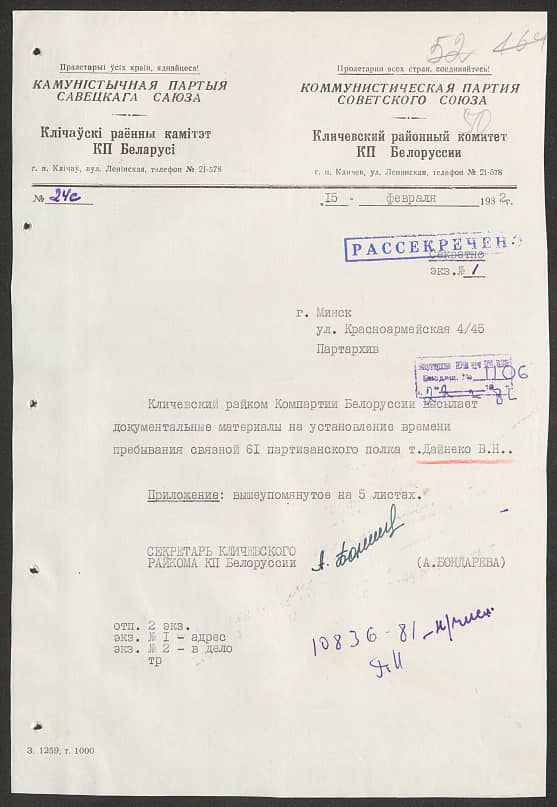 52 464
50
Пралетарыі ўсіх краін, яднайцеся!
КАМУНІСТЫЧНАЯ ПАРТЫЯ
САВЕЦКАГА САЮЗА
Клічаўскі раённы камітэт
КП Беларусі
г. п. Клічаў, вул. Ленінская, телефон № 21-578
Пролетарии всех стран, соединяйтесь!
КОММУНИСТИЧЕСКАЯ ПАРТИЯ
СОВЕТСКОГО СОЮЗА
Кличевский районный комитет
КП Белоруссии
г. п. Кличев, ул. Ленинская, телефон № 21-578
№ 24с
"15 - февраля 1982г.
РАССЕКРЕЧЕНО
Секретно
экз.№ 1
г. Минск
ул. Красноармейская 4/45
Партархив
1106
Кличевский райком Компартии Белоруссии высылает
документальные материалы на установление времени
пребывания связной 61 партизанского полка т.Дайнеко В.Н..
Приложение: вышеупомянутое на 5 листах.
СЕКРЕТАРЬ КЛИЧЕВСКОГО
РАЙКОМА КП Белоруссии
(А.БОНДАРЕВА)
отп. 2 экз.
экз. № 1 - адрес
экз. № 2 - в дело
тр
10836-81
З. 1259, т. 1000